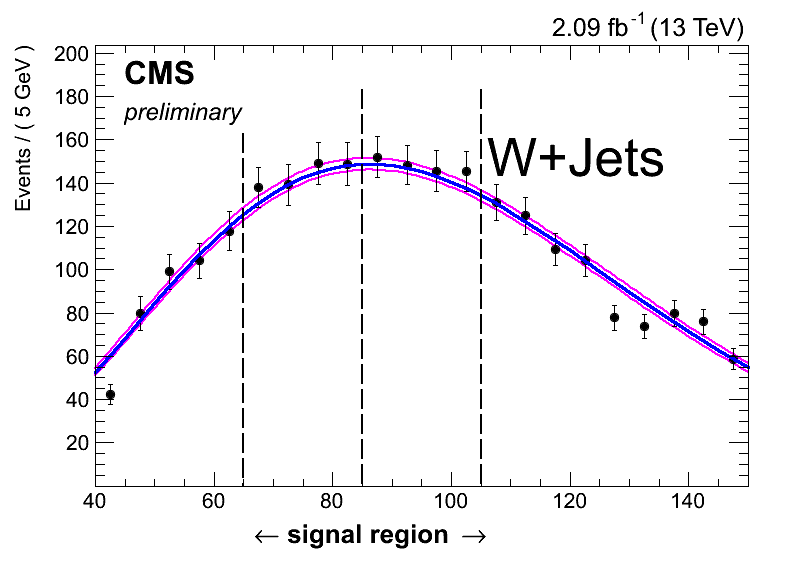 2.09 fb⁻¹ (13 TeV)
Events / ( 5 GeV )
200
180
160
140
120
100
80
60
40
20
CMS
preliminary
W+Jets
40 60 80 100 120 140
← signal region →